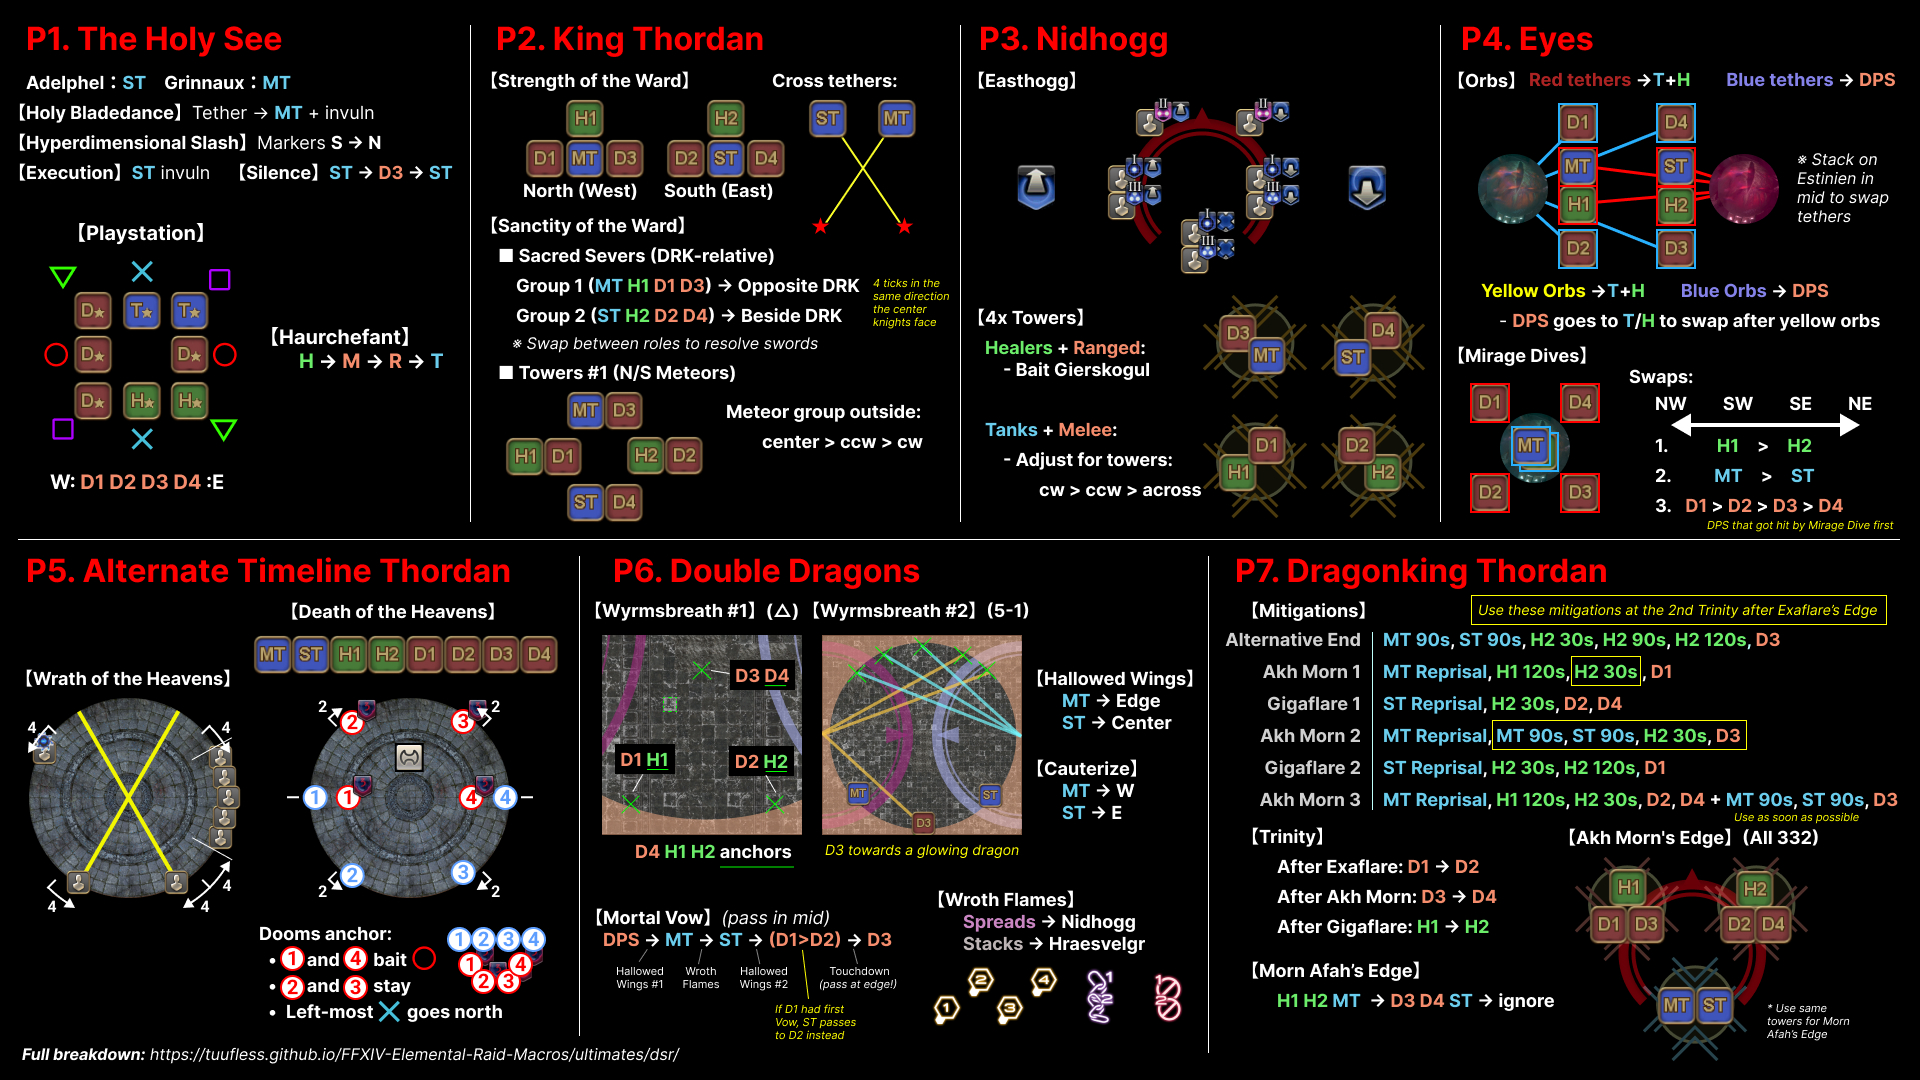 P1. The Holy See
Adelphel : ST Grinnaux : MT
【Holy Bladedance】 Tether → MT + invuln
【Hyperdimensional Slash】 Markers S → N
【Execution】 ST invuln 【Silence】 ST → D3 → ST
【Playstation】
D★ T★ T★
D★ D★
D★ H★ H★
W: D1 D2 D3 D4 :E
【Haurchefant】
H → M → R → T
P2. King Thordan
【Strength of the Ward】 Cross tethers:
H1 H2 ST MT
D1 MT D3 D2 ST D4
North (West) South (East)
【Sanctity of the Ward】
■ Sacred Severs (DRK-relative)
Group 1 (MT H1 D1 D3) → Opposite DRK
Group 2 (ST H2 D2 D4) → Beside DRK
4 ticks in the
same direction
the center
knights face
※ Swap between roles to resolve swords
■ Towers #1 (N/S Meteors)
MT D3
H1 D1 H2 D2
ST D4
Meteor group outside:
center > ccw > cw
P3. Nidhogg
【Easthogg】
II II
I I
III III
I
III
【4x Towers】
Healers + Ranged:
- Bait Gierskogul
Tanks + Melee:
- Adjust for towers:
cw > ccw > across
D3 MT D4 ST
D1 H1 D2 H2
P4. Eyes
【Orbs】 Red tethers → T+H Blue tethers → DPS
D1 D4
MT ST
H1 H2
D2 D3
※ Stack on
Estinien in
mid to swap
tethers
Yellow Orbs → T+H Blue Orbs → DPS
- DPS goes to T/H to swap after yellow orbs
【Mirage Dives】
D1 D4
MT
D2 D3
Swaps:
NW SW SE NE
1. H1 > H2
2. MT > ST
3. D1 > D2 > D3 > D4
DPS that got hit by Mirage Dive first
P5. Alternate Timeline Thordan
【Death of the Heavens】
MT ST H1 H2 D1 D2 D3 D4
【Wrath of the Heavens】
4 4
4 4 4
2 2 3 2
1 1 4 4
2 2 3 2
Dooms anchor:
• 1 and 4 bait
• 2 and 3 stay
• Left-most goes north
1 2 3 4
1 4
2 3
P6. Double Dragons
【Wyrmsbreath #1】 (△) 【Wyrmsbreath #2】 (5-1)
D3 D4
D1 H1 D2 H2
MT ST
D3
D4 H1 H2 anchors
D3 towards a glowing dragon
【Hallowed Wings】
MT → Edge
ST → Center
【Cauterize】
MT → W
ST → E
【Mortal Vow】 (pass in mid)
DPS → MT → ST → (D1>D2) → D3
Hallowed
Wings #1
Wroth
Flames
Hallowed
Wings #2
Touchdown
(pass at edge!)
If D1 had first
Vow, ST passes
to D2 instead
【Wroth Flames】
Spreads → Nidhogg
Stacks → Hraesvelgr
1 2 3 4 1 1
P7. Dragonking Thordan
【Mitigations】
Use these mitigations at the 2nd Trinity after Exaflare's Edge
Alternative End MT 90s, ST 90s, H2 30s, H2 90s, H2 120s, D3
Akh Morn 1 MT Reprisal, H1 120s, H2 30s, D1
Gigaflare 1 ST Reprisal, H2 30s, D2, D4
Akh Morn 2 MT Reprisal, MT 90s, ST 90s, H2 30s, D3
Gigaflare 2 ST Reprisal, H2 30s, H2 120s, D1
Akh Morn 3 MT Reprisal, H1 120s, H2 30s, D2, D4 + MT 90s, ST 90s, D3
Use as soon as possible
【Trinity】
After Exaflare: D1 → D2
After Akh Morn: D3 → D4
After Gigaflare: H1 → H2
【Morn Afah's Edge】
H1 H2 MT → D3 D4 ST → ignore
【Akh Morn's Edge】 (All 332)
H1 H2
D1 D3 D2 D4
MT ST
* Use same
towers for Morn
Afah's Edge
Full breakdown: https://tuufless.github.io/FFXIV-Elemental-Raid-Macros/ultimates/dsr/